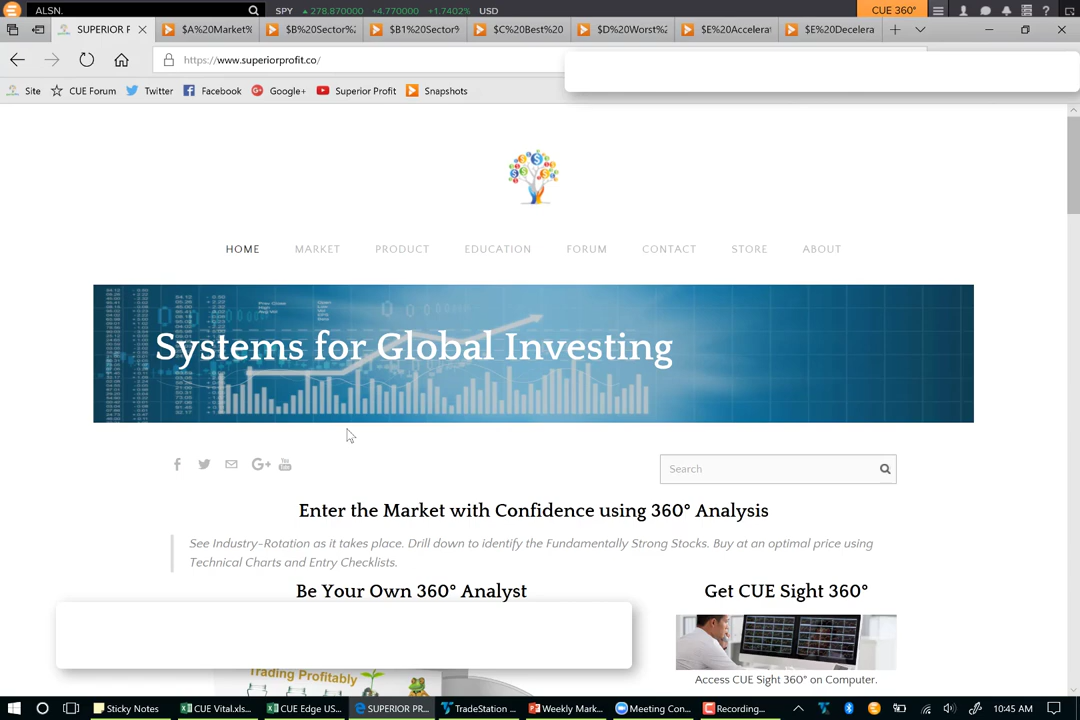 ALSN.
SPY 278.870000 +4.770000 +1.7402% USD
CUE 360°
SUPERIOR F
$A%20Market%
$B%20Sector%
$B1%20Sector9
$C%20Best%20
$D%20Worst%2
$E%20Accelerat
$E%20Decelera
https://www.superiorprofit.co/
Site
CUE Forum
Twitter
Facebook
Google+
Superior Profit
Snapshots
HOME
MARKET
PRODUCT
EDUCATION
FORUM
CONTACT
STORE
ABOUT
Systems for Global Investing
Search
Enter the Market with Confidence using 360° Analysis
See Industry-Rotation as it takes place. Drill down to identify the Fundamentally Strong Stocks. Buy at an optimal price using
Technical Charts and Entry Checklists.
Be Your Own 360° Analyst
Get CUE Sight 360°
Trading Profitably
Access CUE Sight 360° on Computer.
Sticky Notes
CUE Vital.xls...
CUE Edge US...
SUPERIOR PR...
TradeStation ...
Weekly Mark...
Meeting Con...
Recording...
10:45 AM